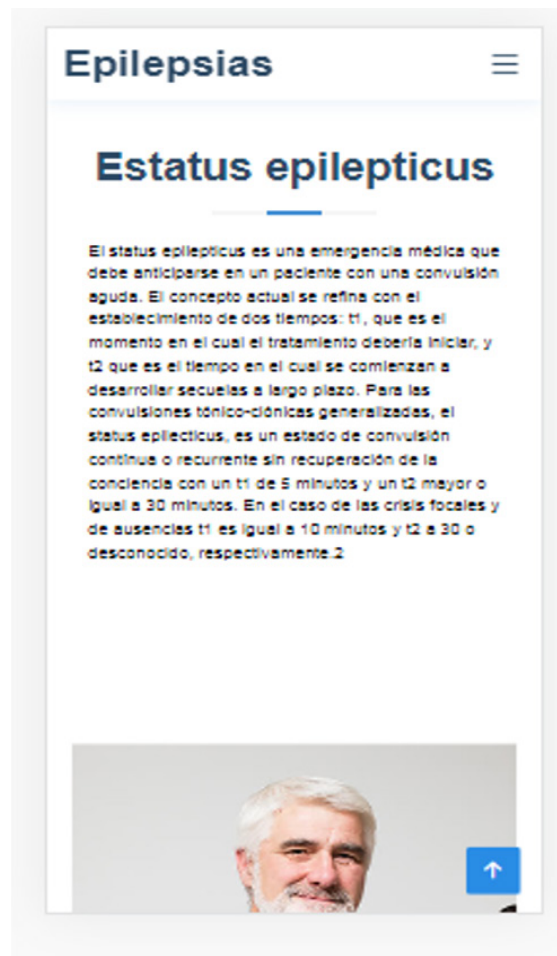 Epilepsias
Estatus epilepticus
El status epilepticus es una emergencia médica que
debe anticiparse en un paciente con una convulsión
aguda. El concepto actual se refina con el
establecimiento de dos tiempos: t1, que es el
momento en el cual el tratamiento debería iniciar, y
t2 que es el tiempo en el cual se comienzan a
desarrollar secuelas a largo plazo. Para las
convulsiones tónico-clónicas generalizadas, el
status epilecticus, es un estado de convulsión
continua o recurrente sin recuperación de la
conciencia con un t1 de 5 minutos y un t2 mayor o
igual a 30 minutos. En el caso de las crisis focales y
de ausencias t1 es igual a 10 minutos y t2 a 30 o
desconocido, respectivamente.2